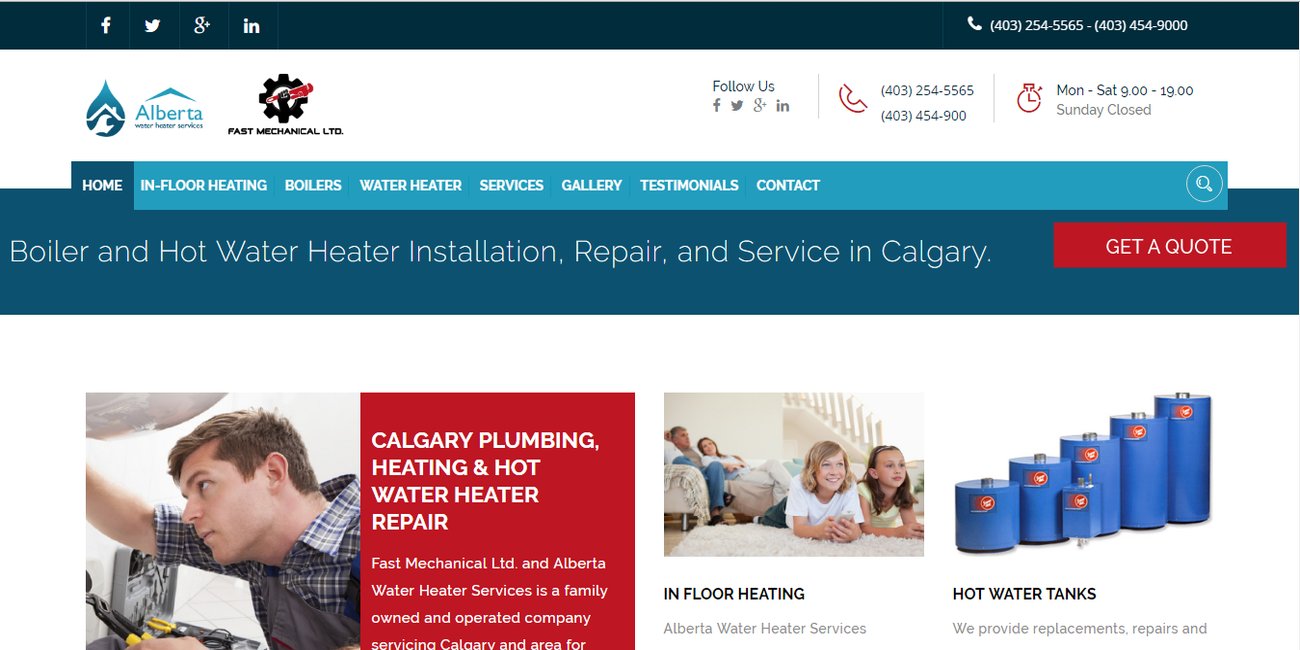 (403) 254-5565 - (403) 454-9000
Alberta
water heater services
FAST MECHANICAL LTD.
Follow Us
(403) 254-5565
(403) 454-900
Mon - Sat 9.00 - 19.00
Sunday Closed
HOME IN-FLOOR HEATING BOILERS WATER HEATER SERVICES GALLERY TESTIMONIALS CONTACT
Boiler and Hot Water Heater Installation, Repair, and Service in Calgary.
GET A QUOTE
CALGARY PLUMBING,
HEATING & HOT
WATER HEATER
REPAIR
Fast Mechanical Ltd. and Alberta
Water Heater Services is a family
owned and operated company
servicing Calgary and area for
IN FLOOR HEATING
Alberta Water Heater Services
HOT WATER TANKS
We provide replacements, repairs and